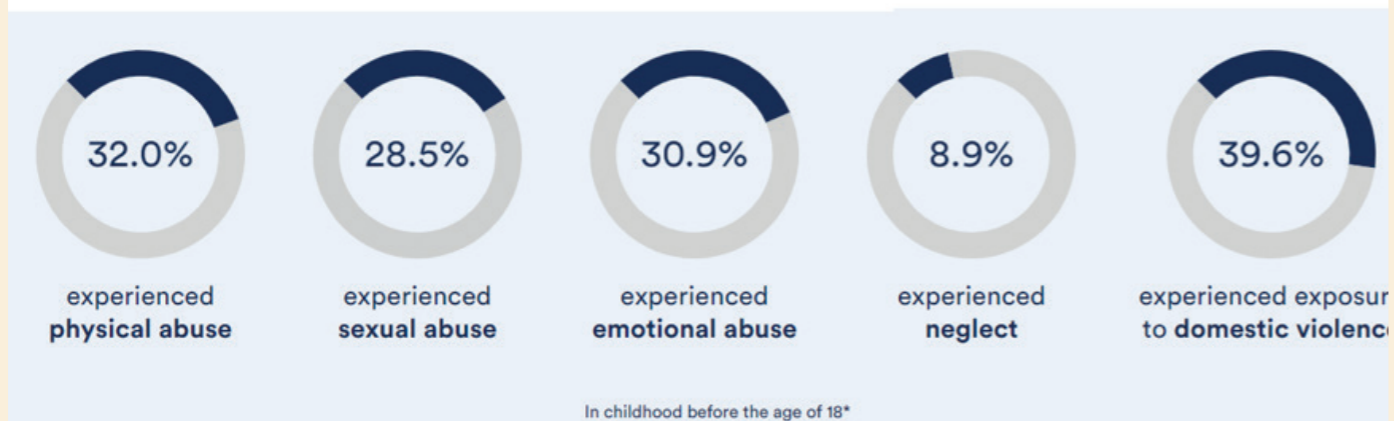 32.0%
28.5%
30.9%
8.9%
39.6%
experienced
physical abuse
experienced
sexual abuse
experienced
emotional abuse
experienced
neglect
experienced exposur
to domestic violenc
In childhood before the age of 18*